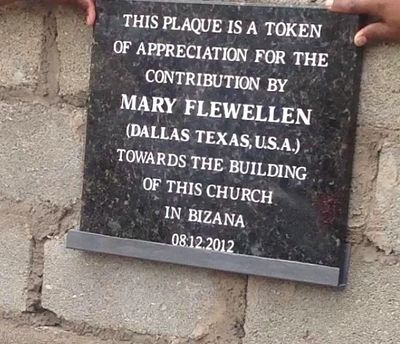 THIS PLAQUE IS A TOKEN
OF APPRECIATION FOR THE
CONTRIBUTION BY
MARY FLEWELLEN
(DALLAS TEXAS, U.S.A.)
TOWARDS THE BUILDING
OF THIS CHURCH
IN BIZANA
08.12.2012